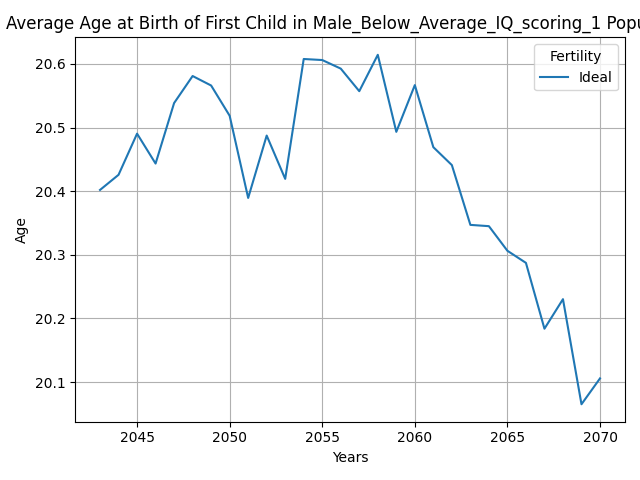 Average Age at Birth of First Child in Male_Below_Average_IQ_scoring_1 Popu
Fertility
Ideal
20.6
20.5
20.4
20.3
20.2
20.1
Age
2045 2050 2055 2060 2065 2070
Years